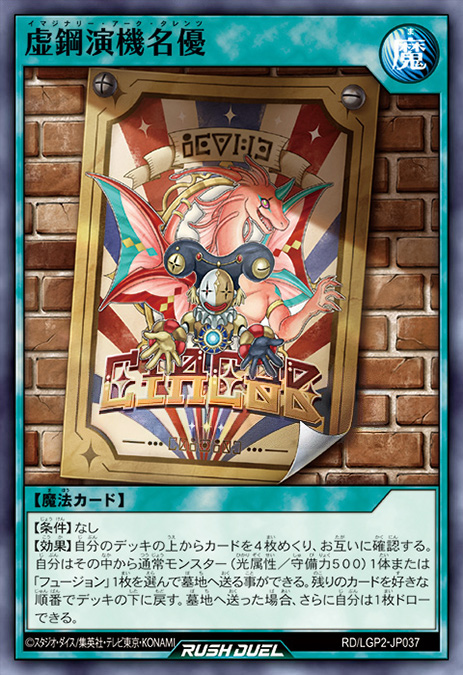 イマジナリー・アーク・タレンツ
虚鋼演機名優
ま
魔
【魔法カード】
【条件】なし
【効果】自分のデッキの上からカードを4枚めくり、お互いに確認する。
自分はその中から通常モンスター（光属性／守備力500）1体または
「フュージョン」1枚を選んで墓地へ送る事ができる。残りのカードを好きな
順番でデッキの下に戻す。墓地へ送った場合、さらに自分は1枚ドロー
できる。
©スタジオ・ダイス/集英社・テレビ東京・KONAMI
RUSH DUEL
RD/LGP2-JP037